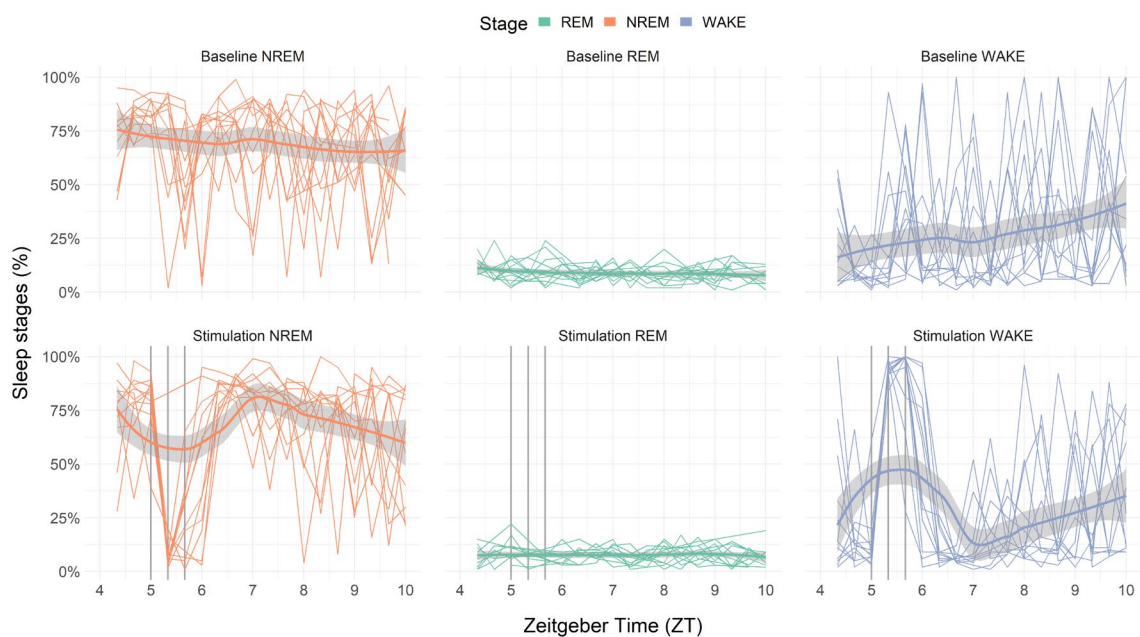 Stage REM NREM WAKE
Baseline NREM Baseline REM Baseline WAKE
100%
75%
50%
25%
0%
Sleep stages (%)
Stimulation NREM Stimulation REM Stimulation WAKE
100%
75%
50%
25%
0%
4 5 6 7 8 9 10 4 5 6 7 8 9 10 4 5 6 7 8 9 10
Zeitgeber Time (ZT)